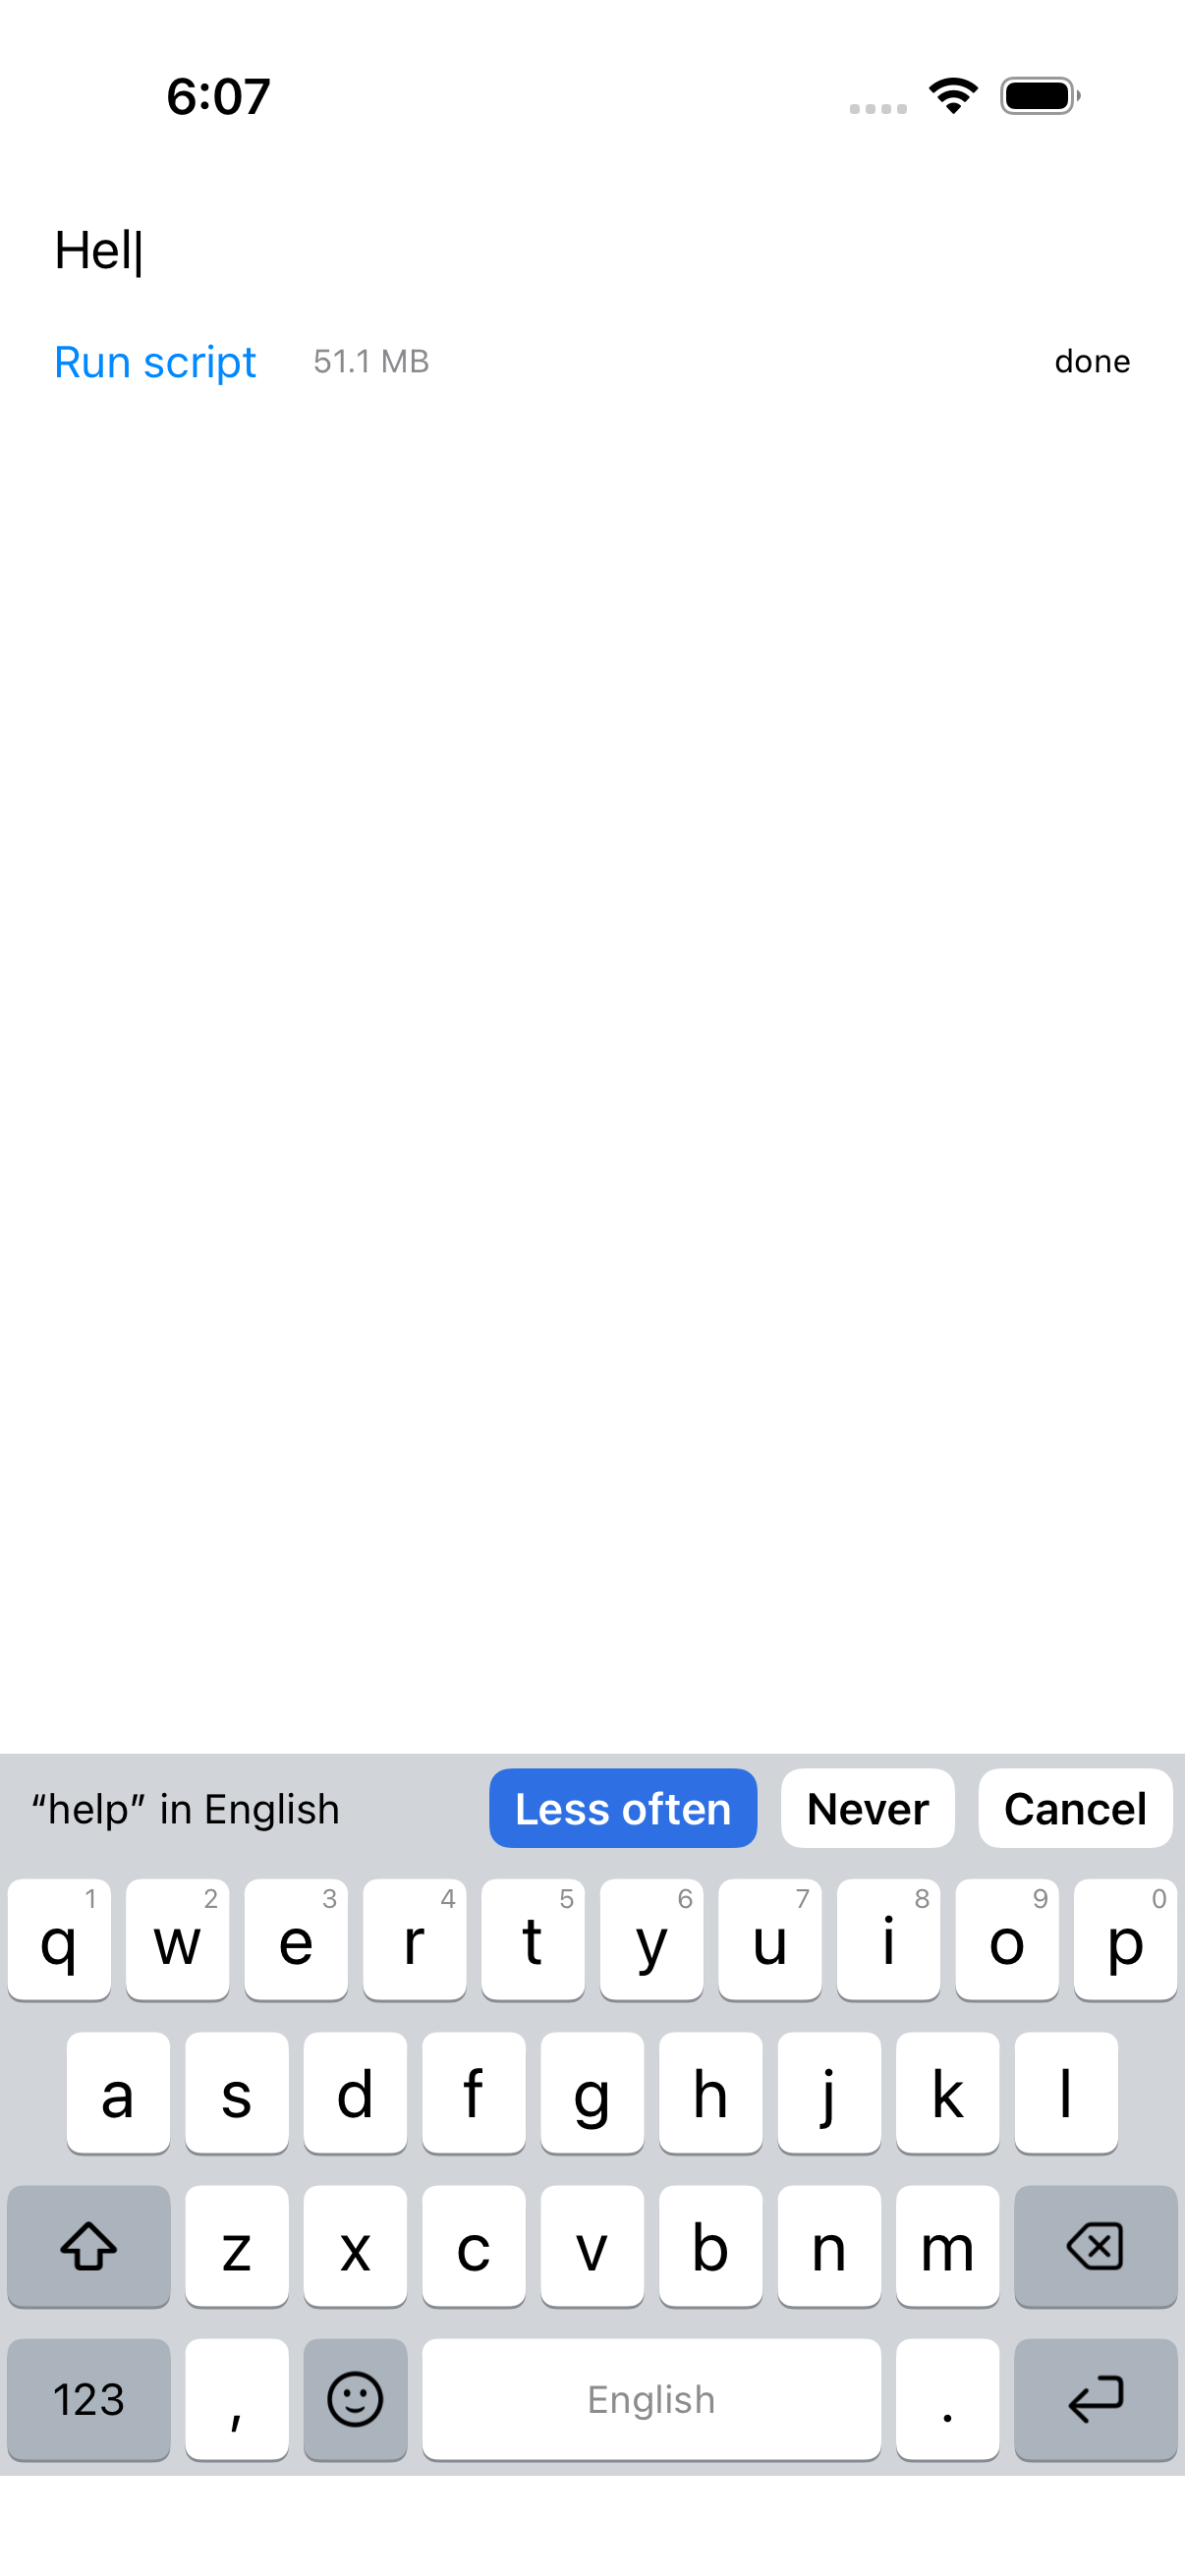 6:07
Hel
Run script 51.1 MB done
“help” in English Less often Never Cancel
1 2 3 4 5 6 7 8 9 0
q w e r t y u i o p
a s d f g h j k l
z x c v b n m
123 , English .